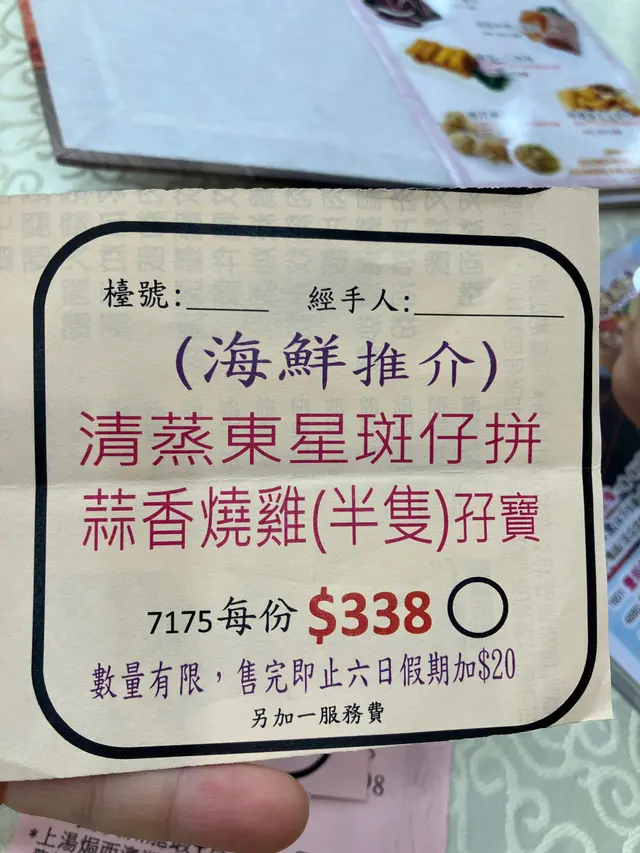 檯號:_____ 經手人:_________
(海鮮推介)
清蒸東星斑仔拼
蒜香燒雞(半隻)孖寶
7175每份 $338
數量有限，售完即止六日假期加$20
另加一服務費